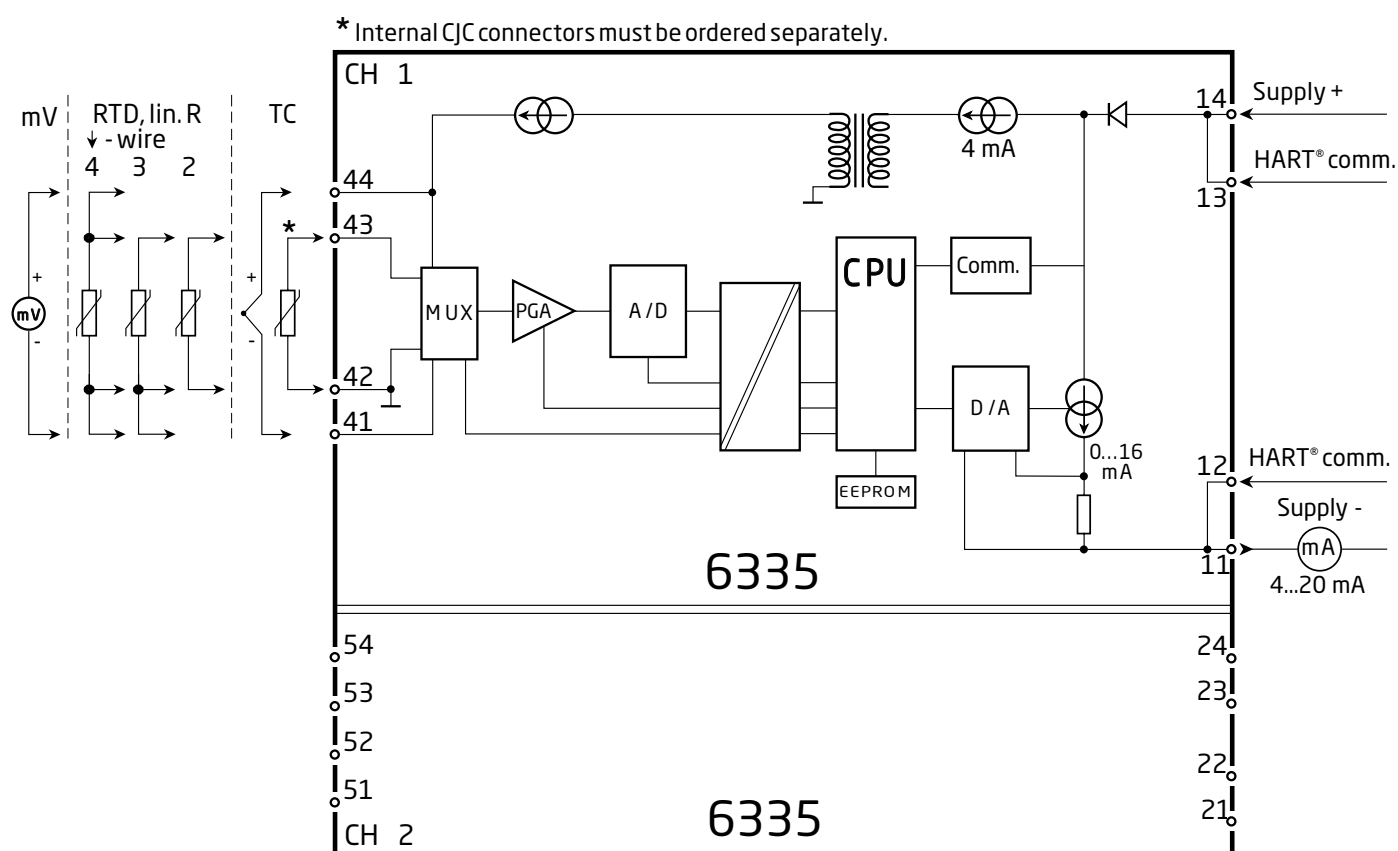 * Internal CJC connectors must be ordered separately.
CH 1
mV
RTD, lin. R
- wire
4 3 2
TC
*
44
43
42
41
+
mV
-
+
-
MUX
PGA
A/D
CPU
EEPROM
Comm.
D/A
4 mA
0...16
mA
14
Supply +
HART® comm.
13
12
HART® comm.
Supply -
mA
11
4...20 mA
6335
54
53
52
51
CH 2
24
23
22
21
6335